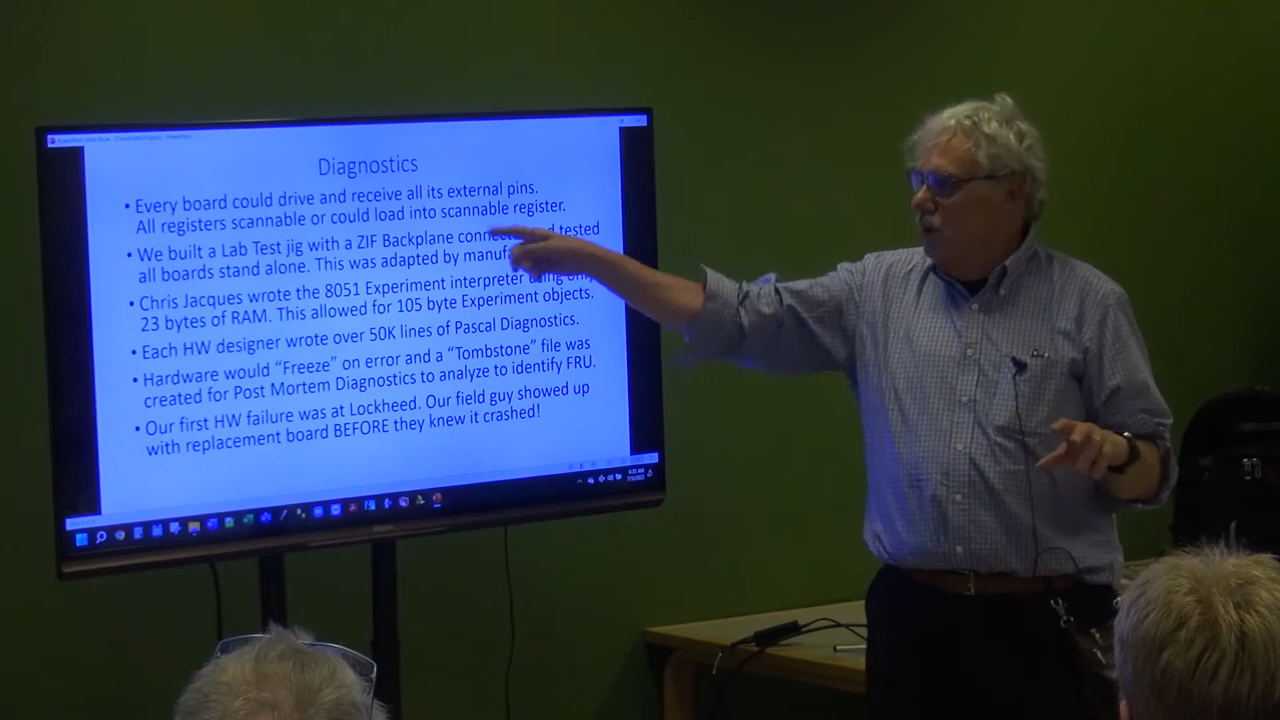 Diagnostics
• Every board could drive and receive all its external pins.
All registers scannable or could load into scannable register.
• We built a Lab Test jig with a ZIF Backplane tested
all boards stand alone. This was adapted by
• Chris Jacques wrote the 8051 Experiment interpreter using only
23 bytes of RAM. This allowed for 105 byte Experiment objects.
• Each HW designer wrote over 50K lines of Pascal Diagnostics.
• Hardware would "Freeze" on error and a "Tombstone" file was
created for Post Mortem Diagnostics to analyze to identify FRU.
• Our first HW failure was at Lockheed. Our field guy showed up
with replacement board BEFORE they knew it crashed!